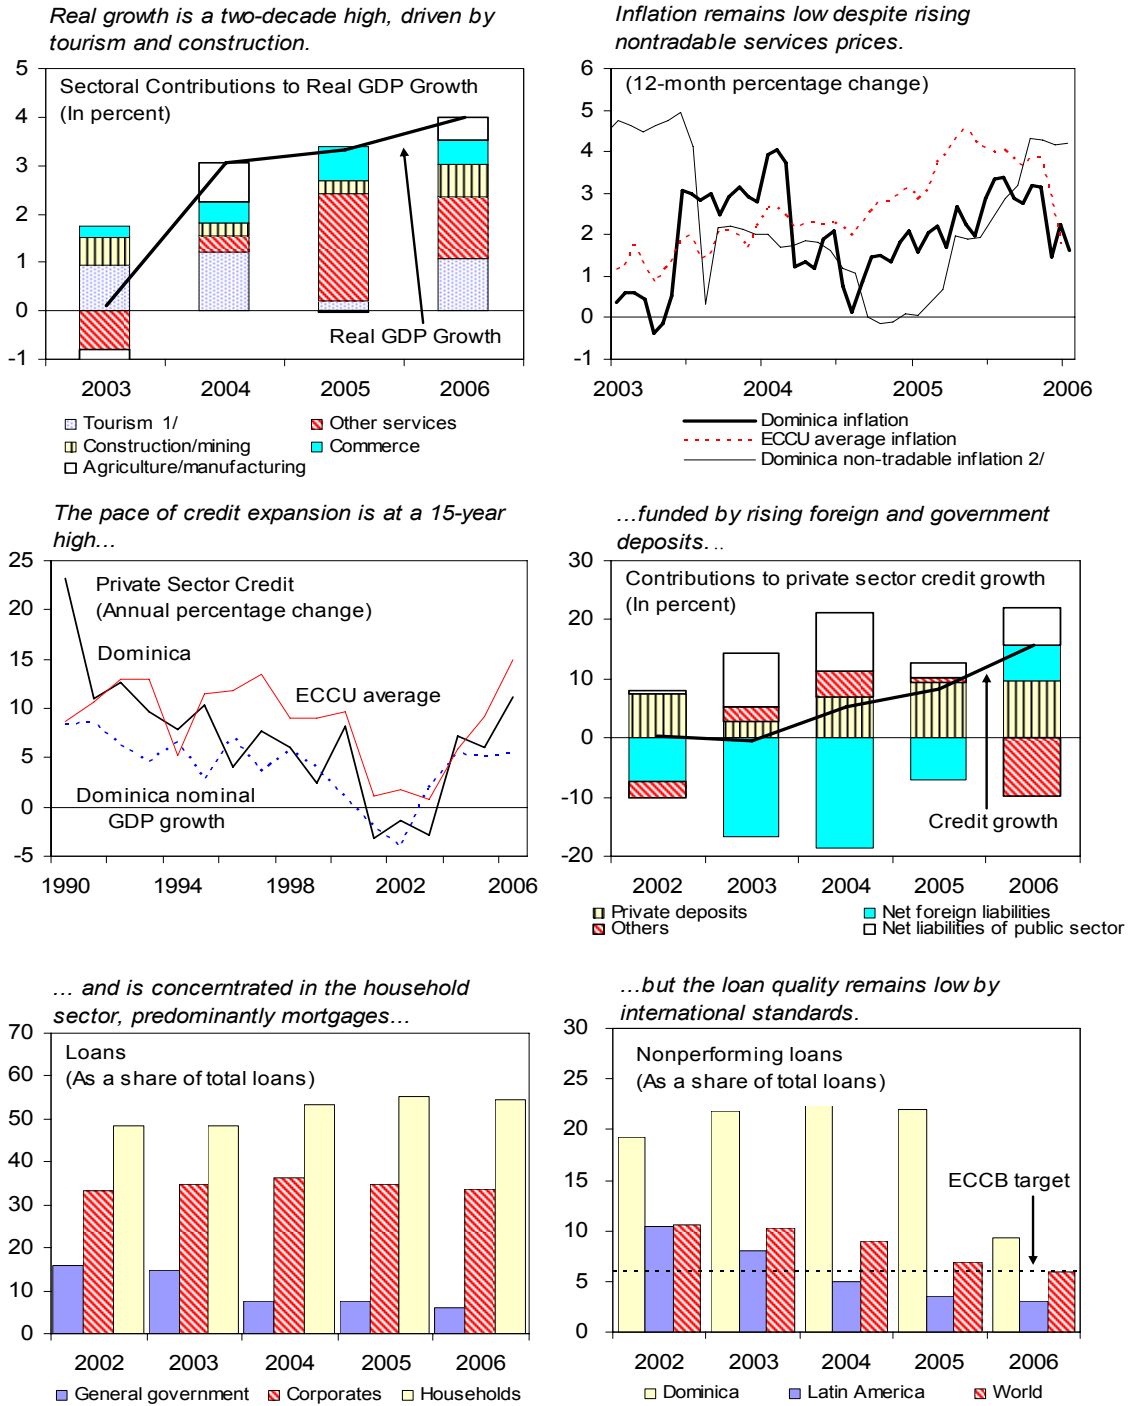 Real growth is a two-decade high, driven by
tourism and construction.
5
4
3
2
1
0
-1
Sectoral Contributions to Real GDP Growth
(In percent)
Real GDP Growth
2003
2004
2005
2006
Tourism 1/
Other services
Construction/mining
Commerce
Agriculture/manufacturing
Inflation remains low despite rising
nontradable services prices.
6
5
4
3
2
1
0
-1
(12-month percentage change)
2003
2004
2005
2006
Dominica inflation
ECCU average inflation
Dominica non-tradable inflation 2/
The pace of credit expansion is at a 15-year
high…
25
20
15
10
5
0
-5
Private Sector Credit
(Annual percentage change)
Dominica
ECCU average
Dominica nominal
GDP growth
1990
1994
1998
2002
2006
…funded by rising foreign and government
deposits…
30
20
10
0
-10
-20
Contributions to private sector credit growth
(In percent)
Credit growth
2002
2003
2004
2005
2006
Private deposits
Net foreign liabilities
Others
Net liabilities of public sector
… and is concerntrated in the household
sector, predominantly mortgages…
70
60
50
40
30
20
10
0
Loans
(As a share of total loans)
2002
2003
2004
2005
2006
General government
Corporates
Households
…but the loan quality remains low by
international standards.
30
25
20
15
10
5
0
Nonperforming loans
(As a share of total loans)
ECCB target
2002
2003
2004
2005
2006
Dominica
Latin America
World